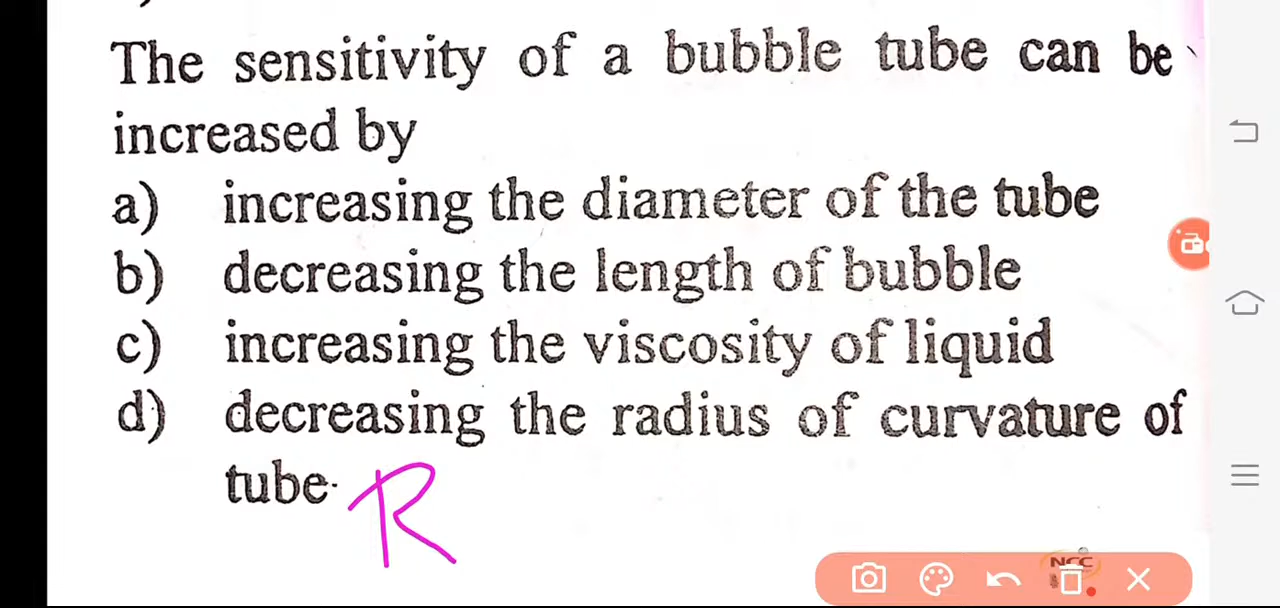 The sensitivity of a bubble tube can be
increased by
a) increasing the diameter of the tube
b) decreasing the length of bubble
c) increasing the viscosity of liquid
d) decreasing the radius of curvature of
tube.
R
NCC